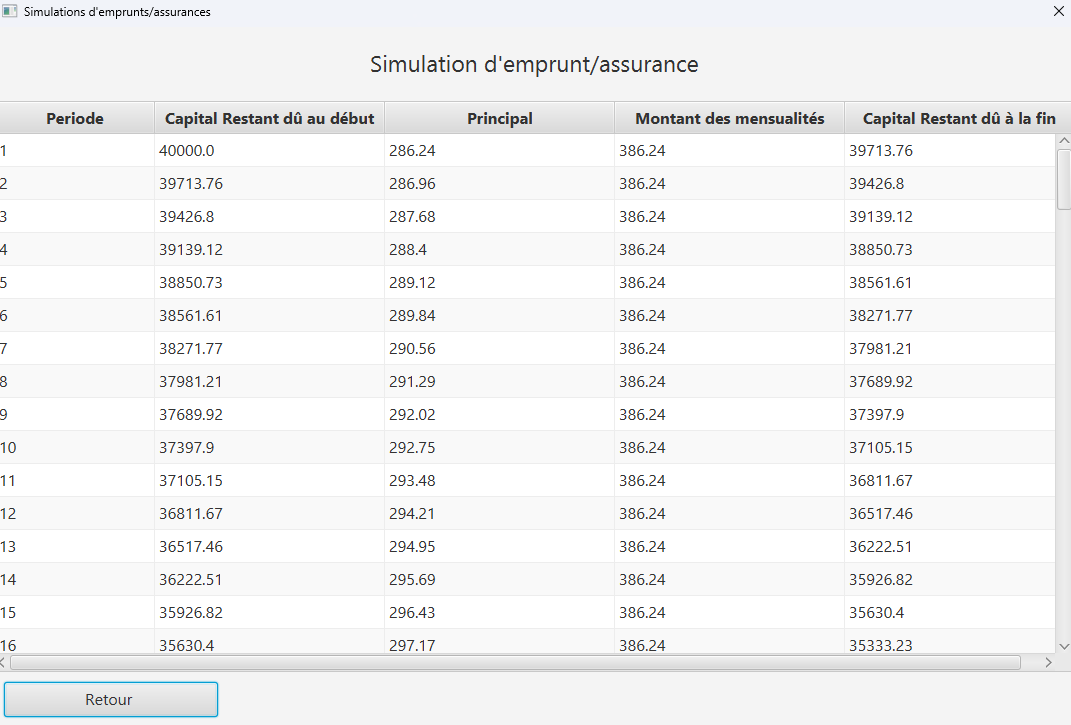 Simulations d'emprunts/assurances
Simulation d'emprunt/assurance
Periode Capital Restant dû au début Principal Montant des mensualités Capital Restant dû à la fin
1 40000.0 286.24 386.24 39713.76
2 39713.76 286.96 386.24 39426.8
3 39426.8 287.68 386.24 39139.12
4 39139.12 288.4 386.24 38850.73
5 38850.73 289.12 386.24 38561.61
6 38561.61 289.84 386.24 38271.77
7 38271.77 290.56 386.24 37981.21
8 37981.21 291.29 386.24 37689.92
9 37689.92 292.02 386.24 37397.9
10 37397.9 292.75 386.24 37105.15
11 37105.15 293.48 386.24 36811.67
12 36811.67 294.21 386.24 36517.46
13 36517.46 294.95 386.24 36222.51
14 36222.51 295.69 386.24 35926.82
15 35926.82 296.43 386.24 35630.4
16 35630.4 297.17 386.24 35333.23
Retour